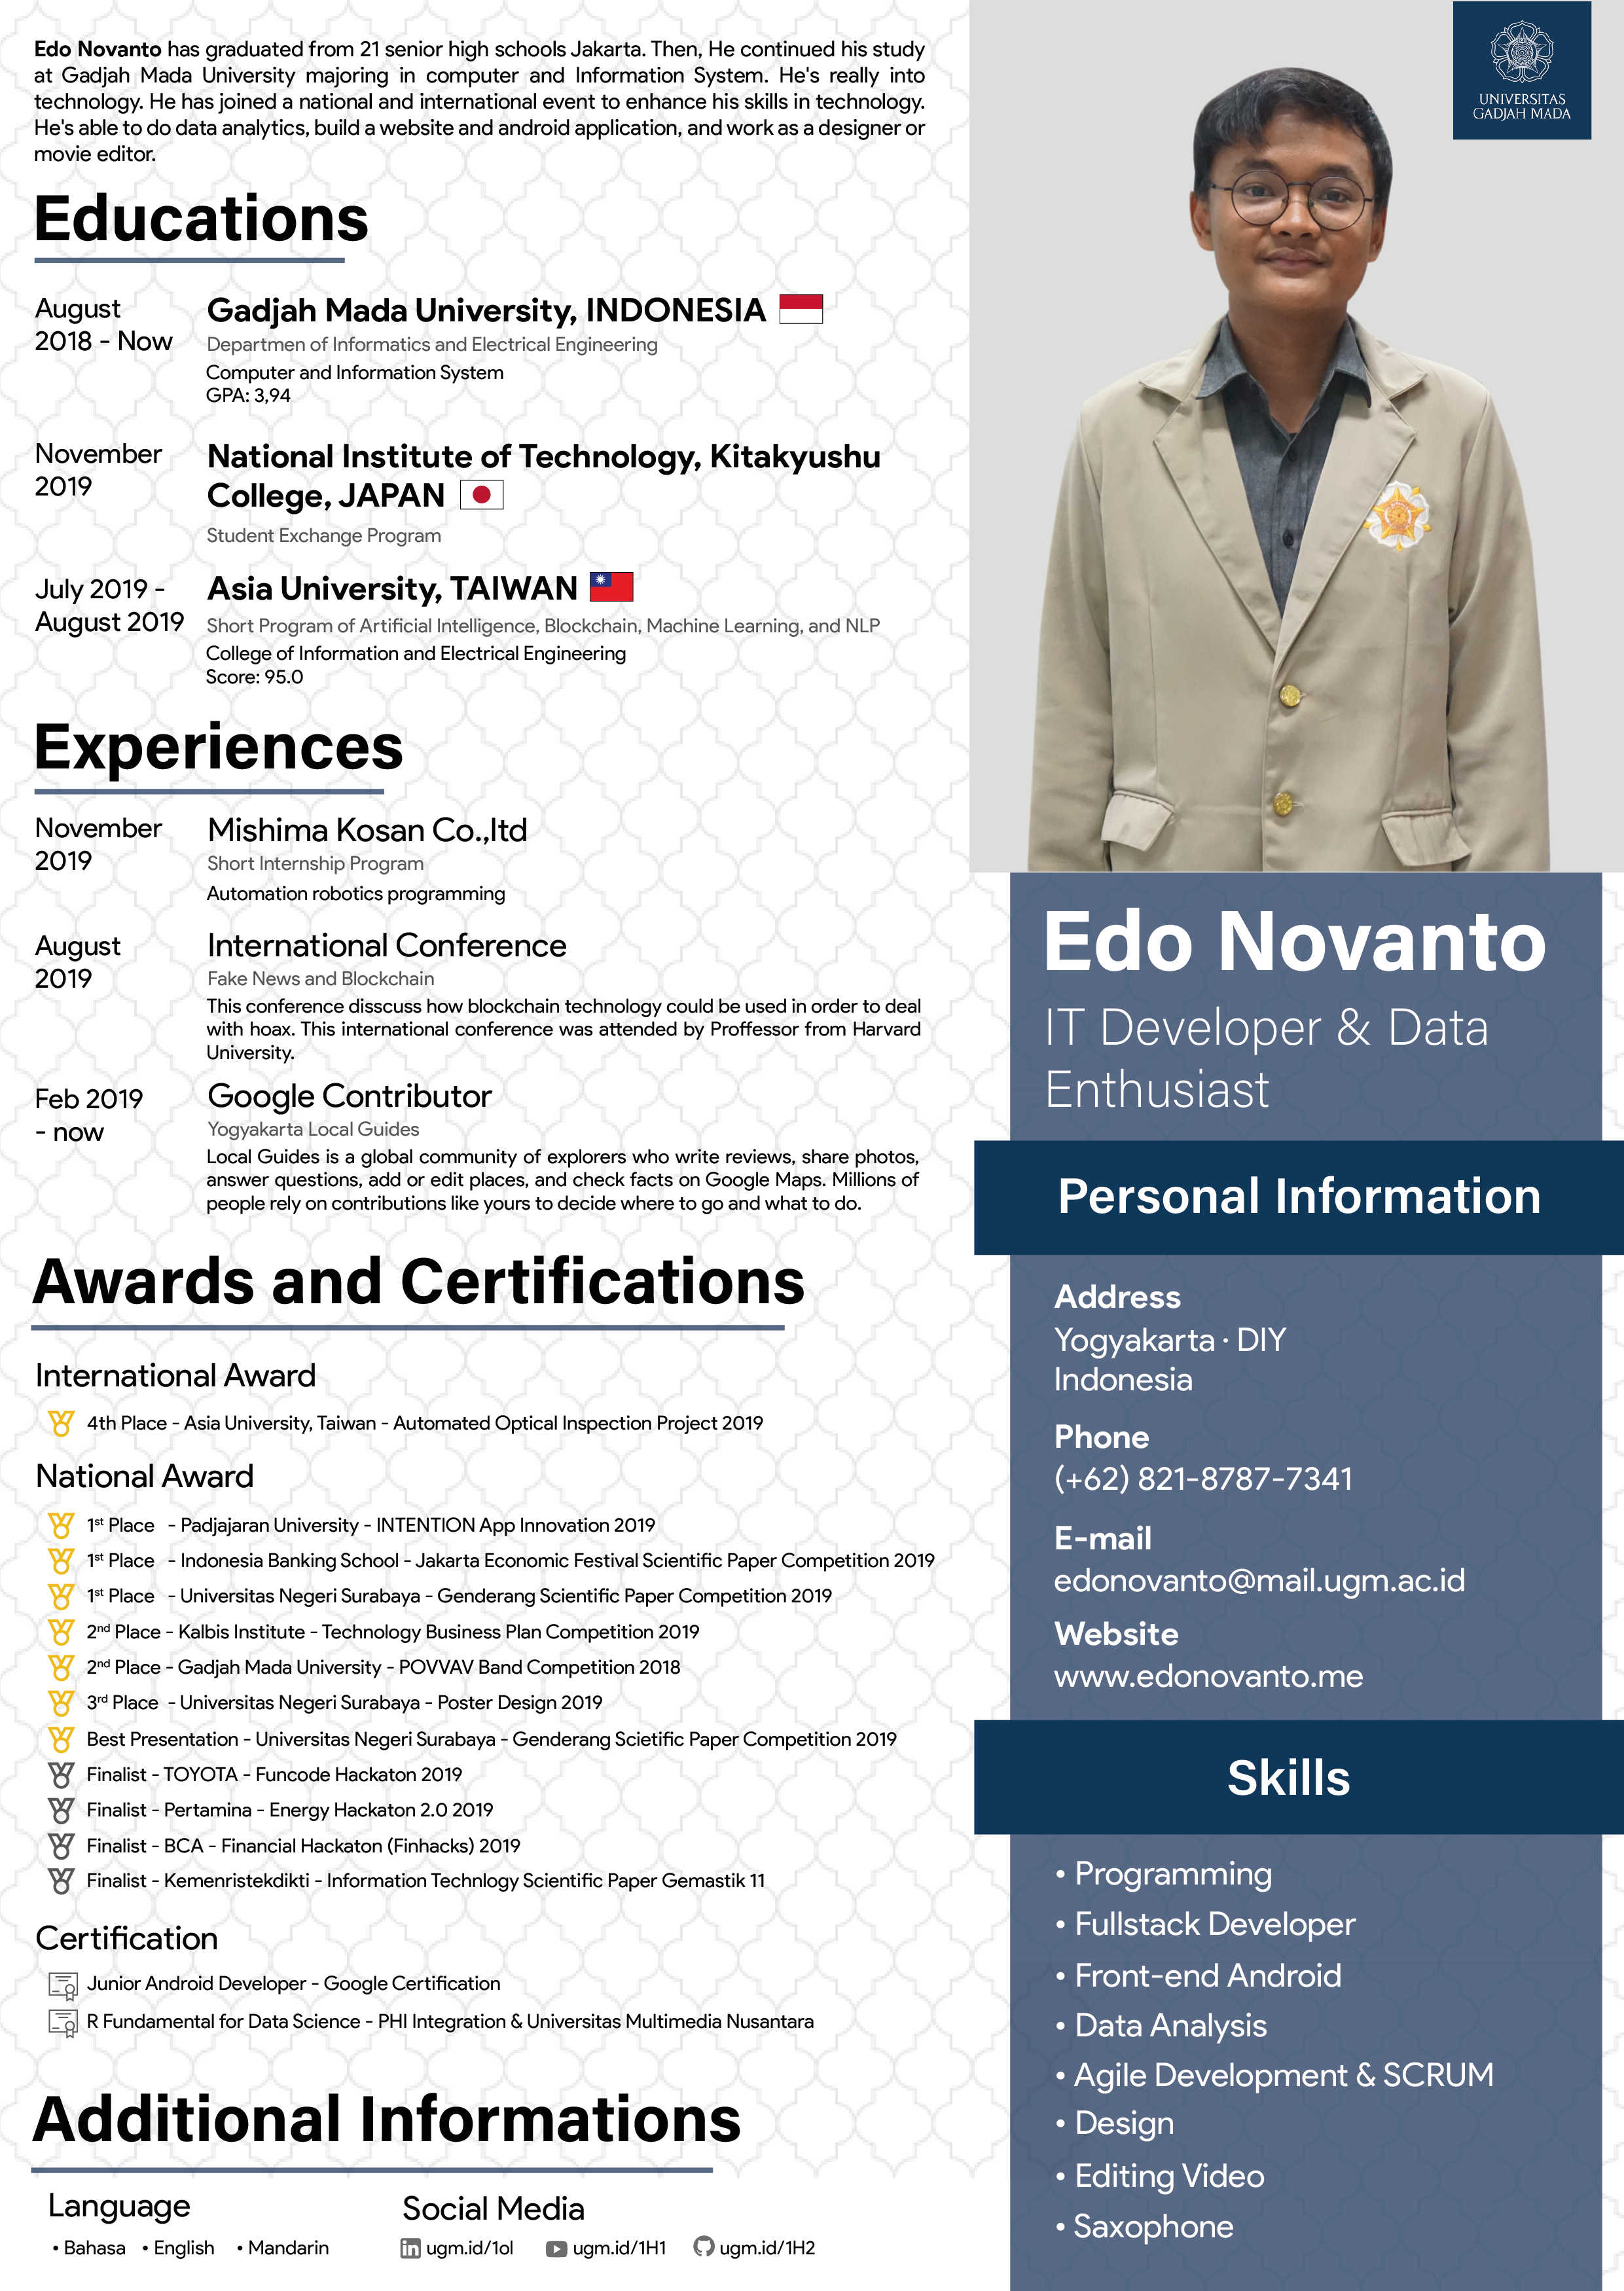 Edo Novanto has graduated from 21 senior high schools Jakarta. Then, He continued his study
at Gadjah Mada University majoring in computer and Information System. He's really into
technology. He has joined a national and international event to enhance his skills in technology.
He's able to do data analytics, build a website and android application, and work as a designer or
movie editor.
Educations
August
2018 - Now
Gadjah Mada University, INDONESIA
Departmen of Informatics and Electrical Engineering
Computer and Information System
GPA: 3,94
November
2019
National Institute of Technology, Kitakyushu
College, JAPAN
Student Exchange Program
July 2019 -
August 2019
Asia University, TAIWAN
Short Program of Artificial Intelligence, Blockchain, Machine Learning, and NLP
College of Information and Electrical Engineering
Score: 95.0
Experiences
November
2019
Mishima Kosan Co.,ltd
Short Internship Program
Automation robotics programming
August
2019
International Conference
Fake News and Blockchain
This conference disscuss how blockchain technology could be used in order to deal
with hoax. This international conference was attended by Proffessor from Harvard
University.
Feb 2019
- now
Google Contributor
Yogyakarta Local Guides
Local Guides is a global community of explorers who write reviews, share photos,
answer questions, add or edit places, and check facts on Google Maps. Millions of
people rely on contributions like yours to decide where to go and what to do.
Awards and Certifications
International Award
4th Place - Asia University, Taiwan - Automated Optical Inspection Project 2019
National Award
1st Place - Padjajaran University - INTENTION App Innovation 2019
1st Place - Indonesia Banking School - Jakarta Economic Festival Scientific Paper Competition 2019
1st Place - Universitas Negeri Surabaya - Genderang Scientific Paper Competition 2019
2nd Place - Kalbis Institute - Technology Business Plan Competition 2019
2nd Place - Gadjah Mada University - POVVAV Band Competition 2018
3rd Place - Universitas Negeri Surabaya - Poster Design 2019
Best Presentation - Universitas Negeri Surabaya - Genderang Scietific Paper Competition 2019
Finalist - TOYOTA - Funcode Hackaton 2019
Finalist - Pertamina - Energy Hackaton 2.0 2019
Finalist - BCA - Financial Hackaton (Finhacks) 2019
Finalist - Kemenristekdikti - Information Technlogy Scientific Paper Gemastik 11
Certification
Junior Android Developer - Google Certification
R Fundamental for Data Science - PHI Integration & Universitas Multimedia Nusantara
Additional Informations
Language
• Bahasa • English • Mandarin
Social Media
in ugm.id/1ol ugm.id/1H1 ugm.id/1H2
UNIVERSITAS
GADJAH MADA
Edo Novanto
IT Developer & Data
Enthusiast
Personal Information
Address
Yogyakarta · DIY
Indonesia
Phone
(+62) 821-8787-7341
E-mail
edonovanto@mail.ugm.ac.id
Website
www.edonovanto.me
Skills
• Programming
• Fullstack Developer
• Front-end Android
• Data Analysis
• Agile Development & SCRUM
• Design
• Editing Video
• Saxophone